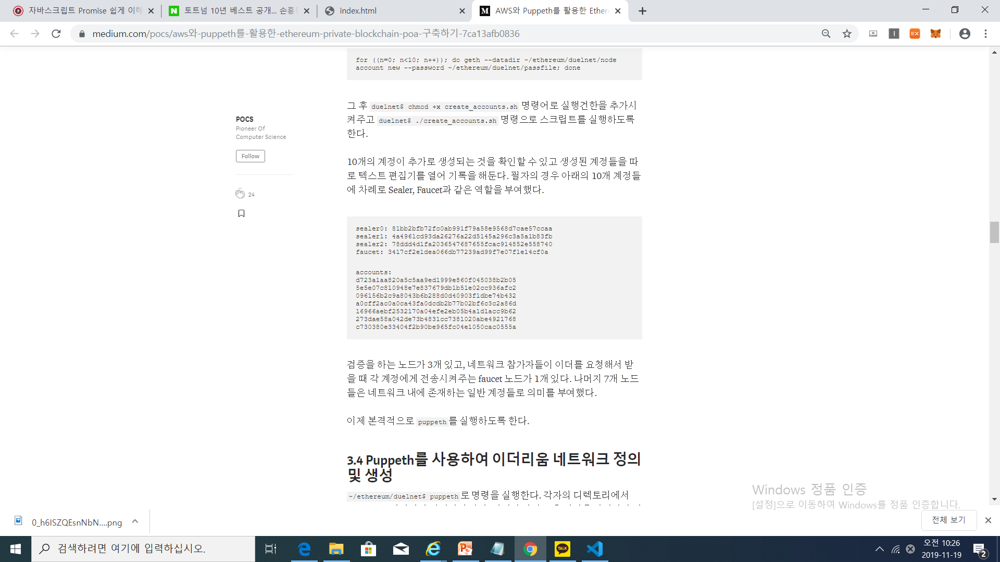 자바스크립트 Promise 쉽게 이해
토트넘 10년 베스트 공개... 손흥민
index.html
AWS와 Puppeth를 활용한 Ether
medium.com/pocs/aws와-puppeth를-활용한-ethereum-private-blockchain-poa-구축하기-7ca13afb0836
for ((n=0; n<10; n++)); do geth --datadir ~/ethereum/duelnet/node
account new --password ~/ethereum/duelnet/passfile; done
그 후 duelnet$ chmod +x create_accounts.sh 명령어로 실행건한을 추가시
켜주고 duelnet$ ./create_accounts.sh 명령으로 스크립트를 실행하도록
한다.
POCS
Pioneer Of
Computer Science
Follow
24
10개의 계정이 추가로 생성되는 것을 확인할 수 있고 생성된 계정들을 따
로 텍스트 편집기를 열어 기록을 해둔다. 필자의 경우 아래의 10개 계정들
에 차례로 Sealer, Faucet과 같은 역할을 부여했다.
sealer0: 81bb2bfb72fc0ab991f79a58e9568d7cae57ccaa
sealer1: 4a4961cd93da26276a22d5145a296c3a5a1b83fb
sealer2: 78ddd4d1fa2036547687655fcac914852e558740
faucet: 3417cf2e1dea066db77239ad99f7e07f1e14cf0a
accounts:
d723a1aa820a5c5aa9ed1999e860f045038b2b05
5e5e07c810948e7e837679db1b51e02cc936afc2
096156b2c9a8043b6b288d0d40903f1dbe74b432
a0cff2ac0a0ca43fa0dcdb2b77b02bf6c3c2a86d
16966aebf2532170a04efe2eb05b4a1d1acc9b62
273dae58a042de73b4831cc7381020abe4921768
c730380e33404f2b90be965fc04e1050cac0555a
검증을 하는 노드가 3개 있고, 네트워크 참가자들이 이더를 요청해서 받
을 때 각 계정에게 전송시켜주는 faucet 노드가 1개 있다. 나머지 7개 노드
들은 네트워크 내에 존재하는 일반 계정들로 의미를 부여했다.
이제 본격적으로 puppeth를 실행하도록 한다.
3.4 Puppeth를 사용하여 이더리움 네트워크 정의
및 생성
~/ethereum/duelnet$ puppeth로 명령을 실행한다. 각자의 디렉토리에서
Windows 정품 인증
[설정]으로 이동하여 Windows를 정품 인증합니다.
0_h6ISZQEsnNbN....png
전체 보기
검색하려면 여기에 입력하십시오.
TALK
오전 10:26
2019-11-19
2